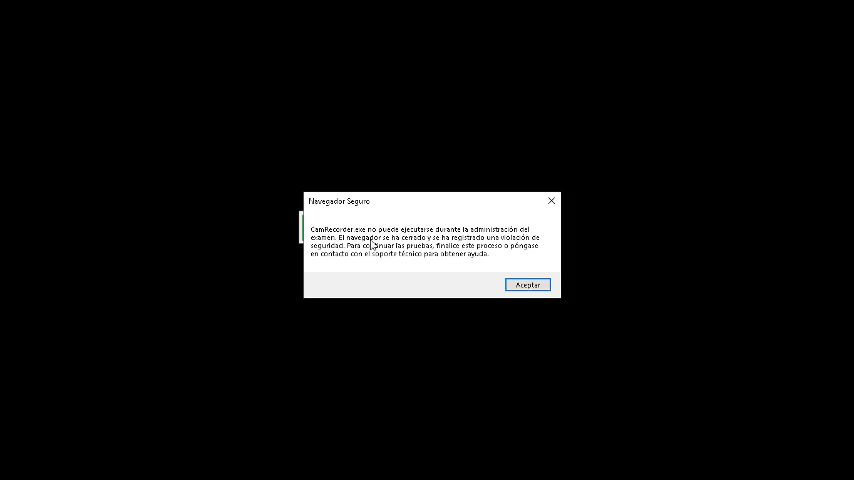 Navegador Seguro
CamRecorder.exe no puede ejecutarse durante la administración del
examen. El navegador se ha cerrado y se ha registrado una violación de
seguridad. Para continuar las pruebas, finalice este proceso o póngase
en contacto con el soporte técnico para obtener ayuda.
Aceptar